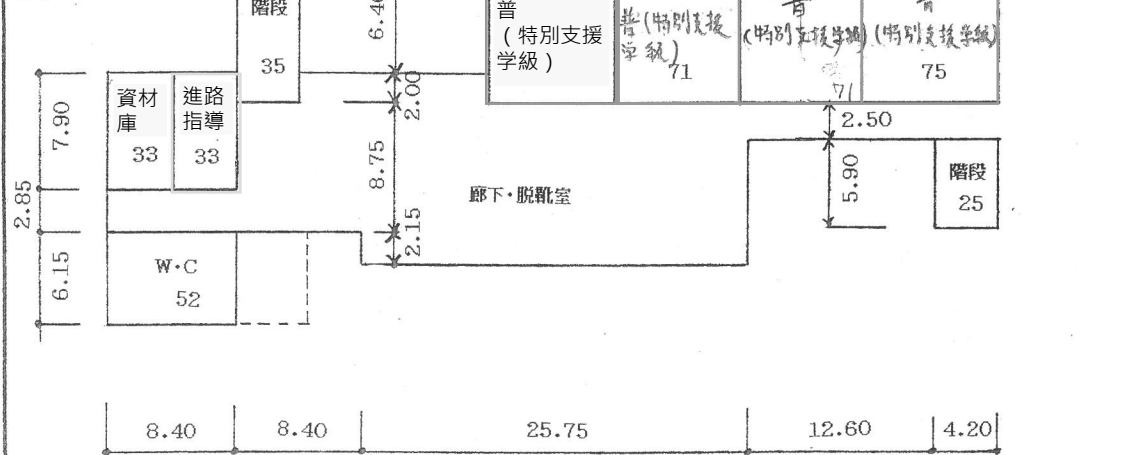 階段
35
6.40
普
（特別支援
学級）
普(特別支援
学級)
71
普
(特別支援学級)
71
普
(特別支援学級)
75
7.90
資材
庫
33
進路
指導
33
2.00
2.50
8.75
5.90
階段
25
2.85
廊下・脱靴室
2.15
6.15
W・C
52
8.40
8.40
25.75
12.60
4.20